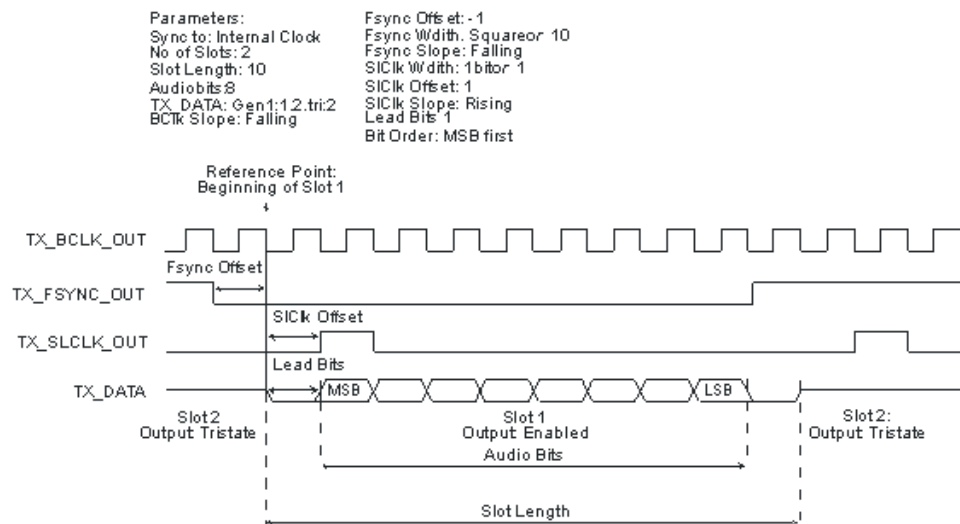 Parameters:
Sync to: Internal Clock
No of Slots: 2
Slot Length: 10
Audiobits:8
TX_DATA: Gen1:1.2.tri:2
BClk Slope: Falling
Fsync Offset: -1
Fsync Wdith. Squareor 10
Fsync Slope: Falling
SIClk Wdith: 1bitor 1
SIClk Offset: 1
SIClk Slope: Rising
Lead Bits 1
Bit Order: MSB first
Reference Point:
Beginning of Slot 1
TX_BCLK_OUT
Fsync Offset
TX_FSYNC_OUT
SIClk Offset
TX_SLCLK_OUT
Lead Bits
TX_DATA
MSB
LSB
Slot 2
Output Tristate
Slot 1
Output Enabled
Slot 2:
Output Tristate
Audio Bits
Slot Length